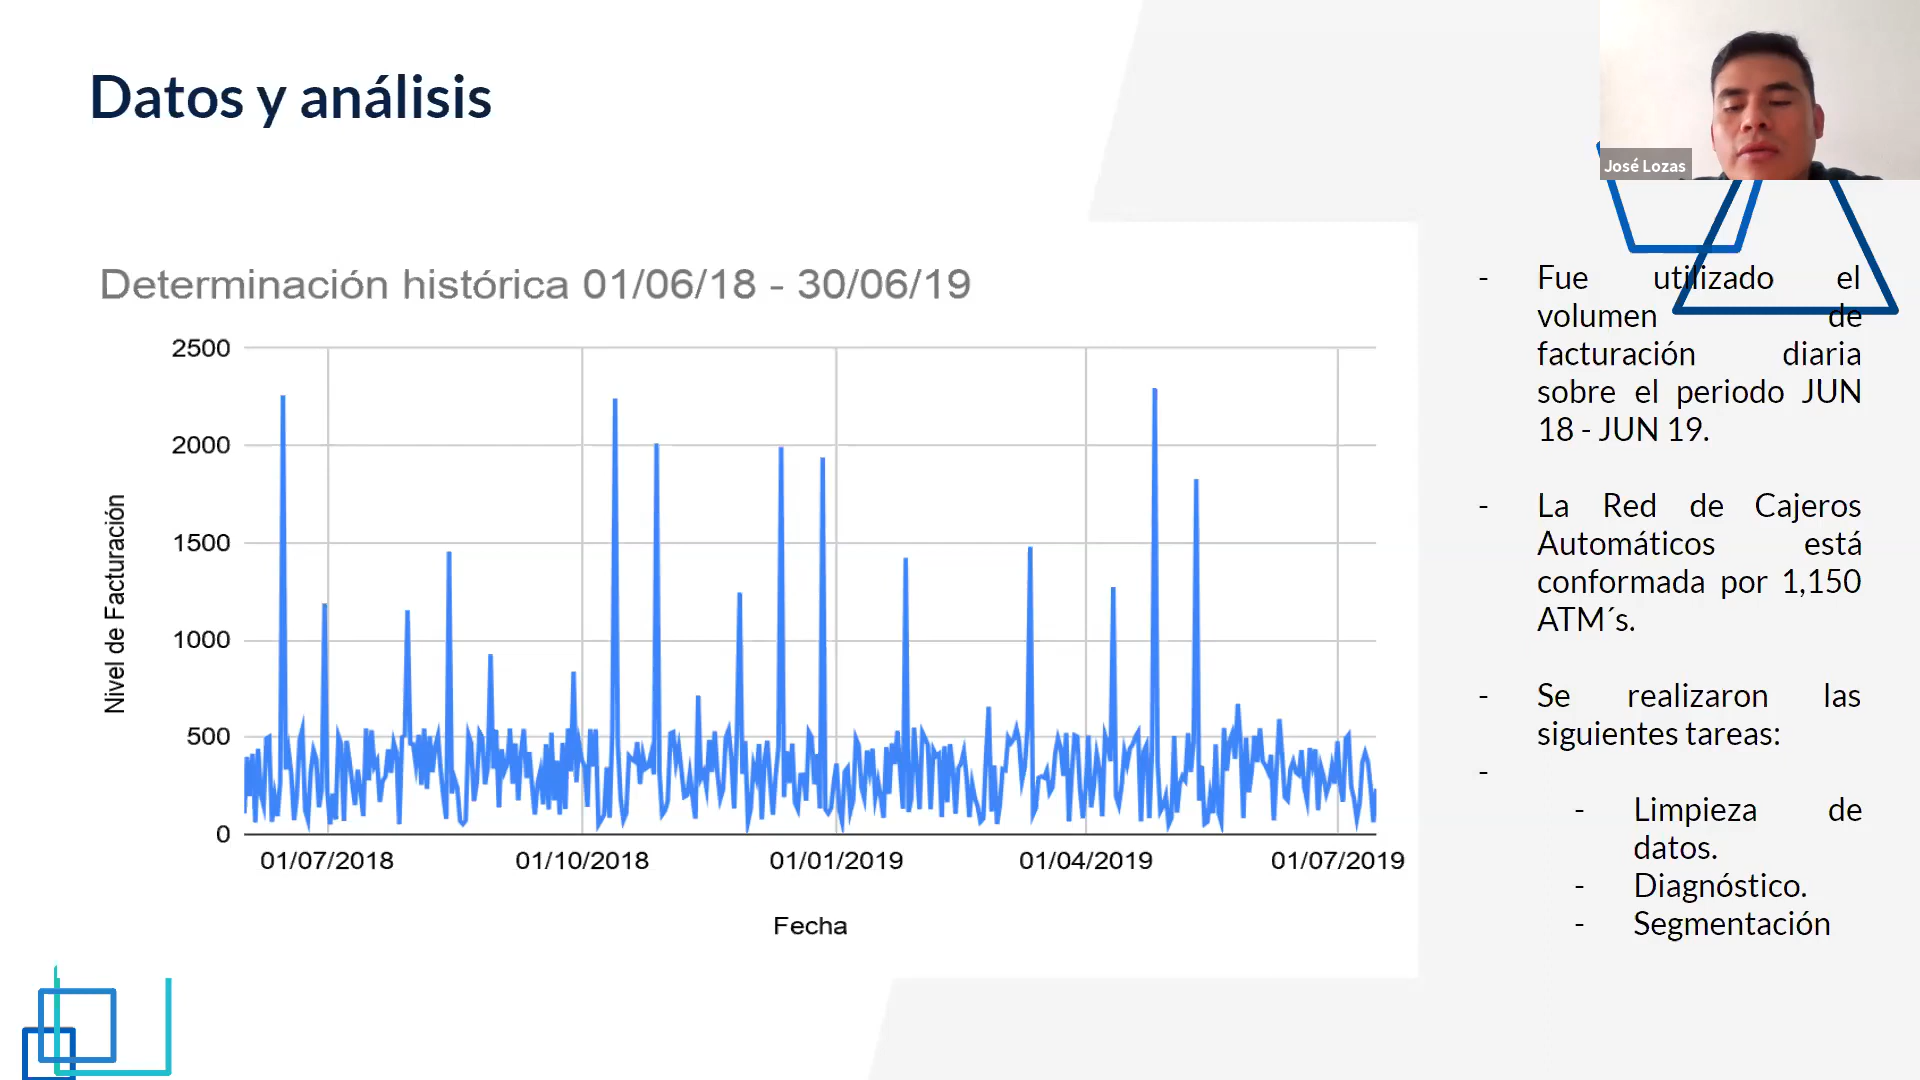 Datos y análisis
José Lozas
Determinación histórica 01/06/18 - 30/06/19
2500
2000
1500
1000
500
0
Nivel de Facturación
01/07/2018 01/10/2018 01/01/2019 01/04/2019 01/07/2019
Fecha
- Fue utilizado el
volumen de
facturación diaria
sobre el periodo JUN
18 - JUN 19.
- La Red de Cajeros
Automáticos está
conformada por 1,150
ATM´s.
- Se realizaron las
siguientes tareas:
-
- Limpieza de
datos.
- Diagnóstico.
- Segmentación